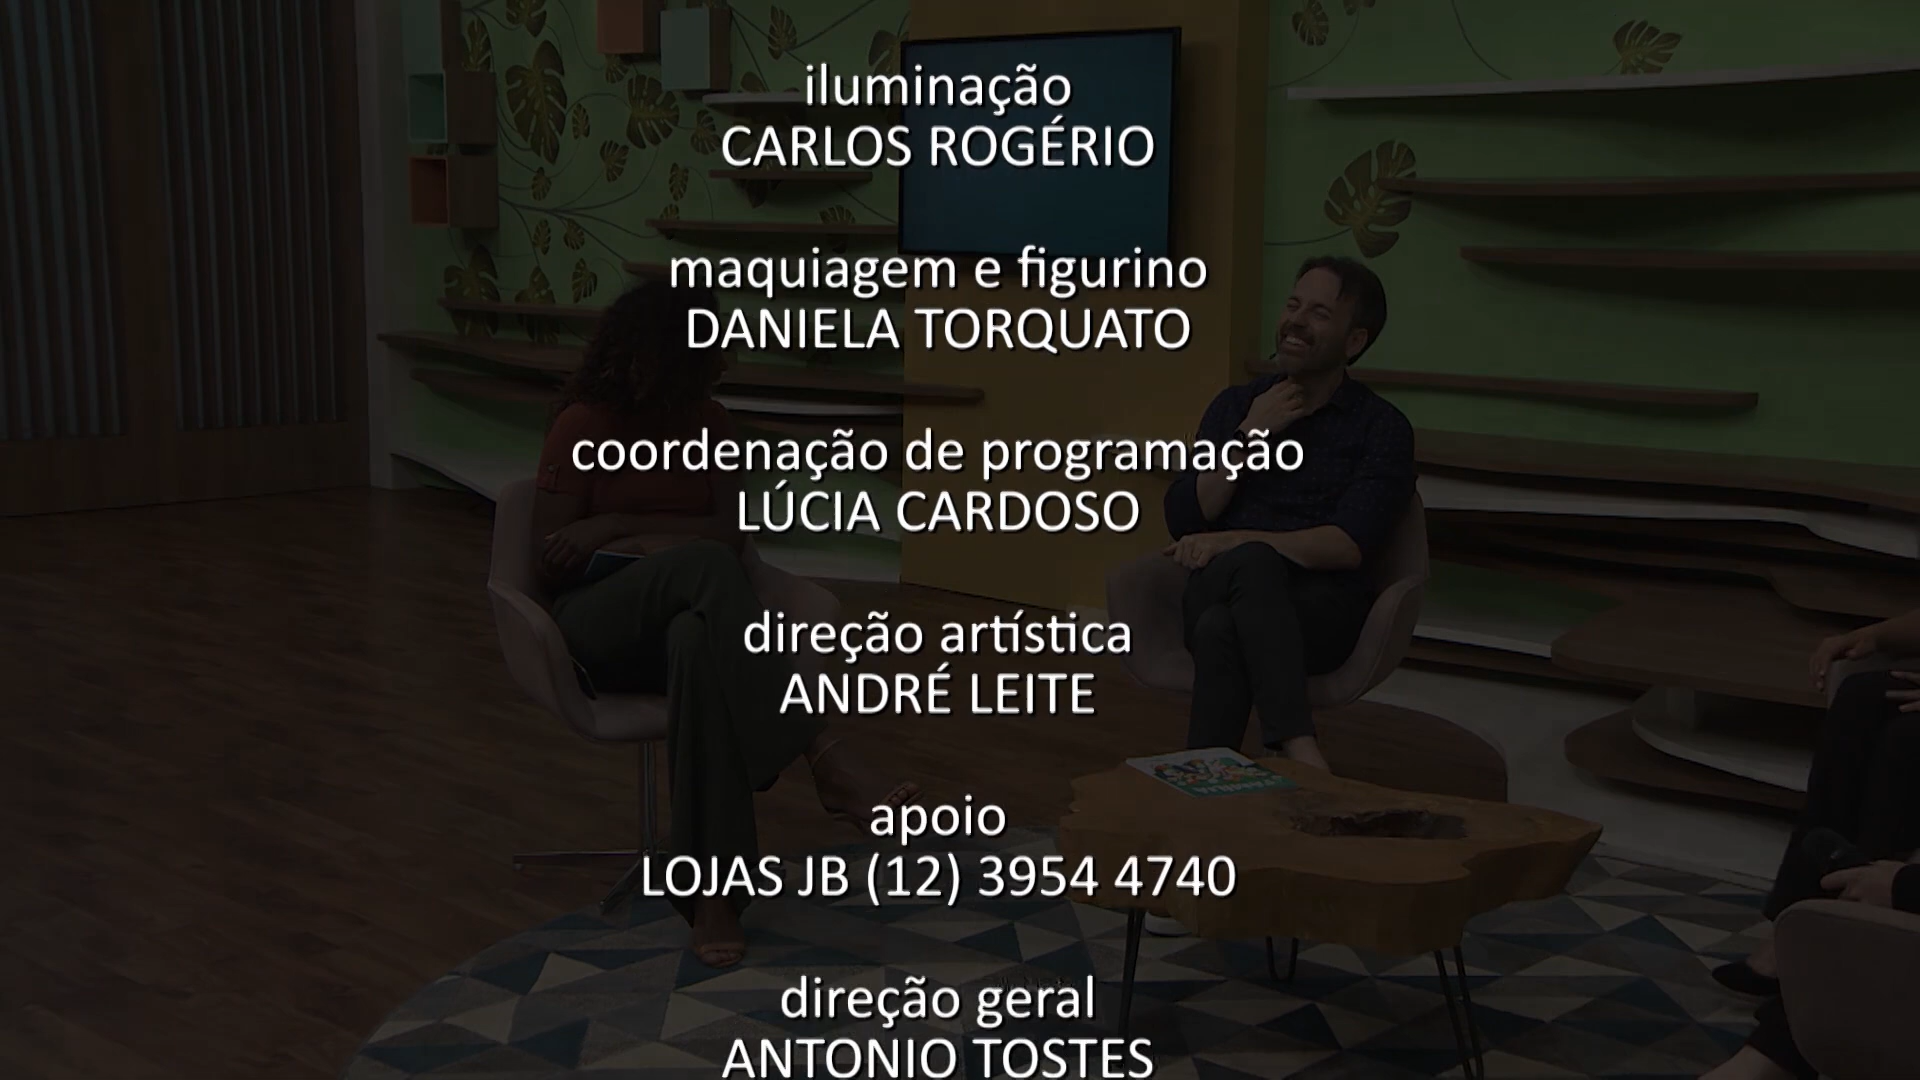 iluminação
CARLOS ROGÉRIO
maquiagem e figurino
DANIELA TORQUATO
coordenação de programação
LÚCIA CARDOSO
direção artística
ANDRÉ LEITE
apoio
LOJAS JB (12) 3954 4740
direção geral
ANTONIO TOSTES